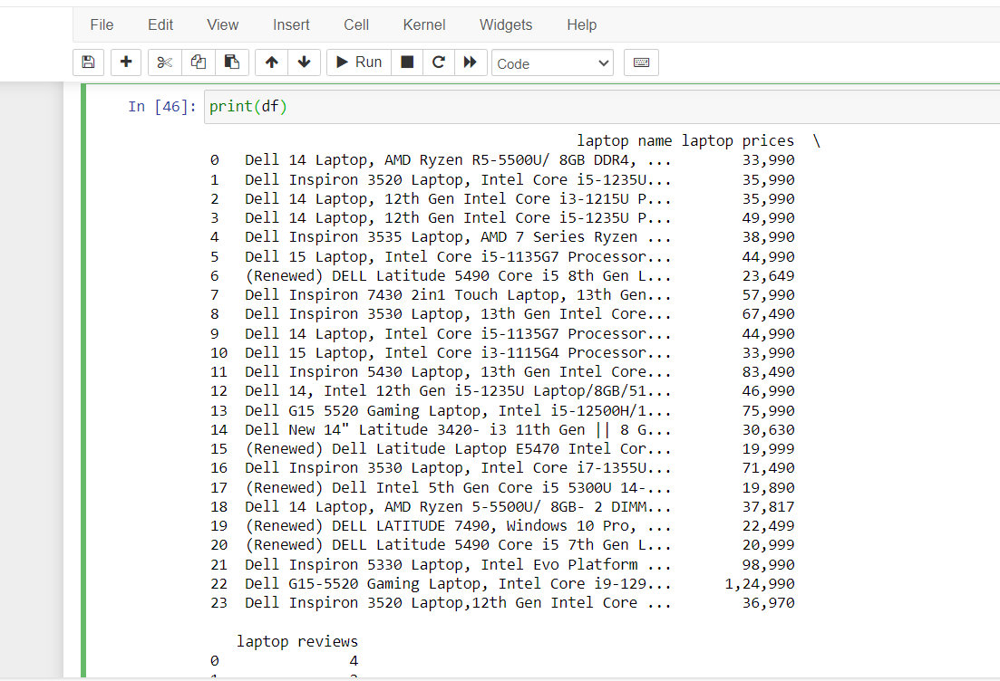 File Edit View Insert Cell Kernel Widgets Help
Run Code
In [46]: print(df)
laptop name laptop prices \
0 Dell 14 Laptop, AMD Ryzen R5-5500U/ 8GB DDR4, ... 33,990
1 Dell Inspiron 3520 Laptop, Intel Core i5-1235U... 35,990
2 Dell 14 Laptop, 12th Gen Intel Core i3-1215U P... 35,990
3 Dell 14 Laptop, 12th Gen Intel Core i5-1235U P... 49,990
4 Dell Inspiron 3535 Laptop, AMD 7 Series Ryzen ... 38,990
5 Dell 15 Laptop, Intel Core i5-1135G7 Processor... 44,990
6 (Renewed) DELL Latitude 5490 Core i5 8th Gen L... 23,649
7 Dell Inspiron 7430 2in1 Touch Laptop, 13th Gen... 57,990
8 Dell Inspiron 3530 Laptop, 13th Gen Intel Core... 67,490
9 Dell 14 Laptop, Intel Core i5-1135G7 Processor... 44,990
10 Dell 15 Laptop, Intel Core i3-1115G4 Processor... 33,990
11 Dell Inspiron 5430 Laptop, 13th Gen Intel Core... 83,490
12 Dell 14, Intel 12th Gen i5-1235U Laptop/8GB/51... 46,990
13 Dell G15 5520 Gaming Laptop, Intel i5-12500H/1... 75,990
14 Dell New 14" Latitude 3420- i3 11th Gen || 8 G... 30,630
15 (Renewed) Dell Latitude Laptop E5470 Intel Cor... 19,999
16 Dell Inspiron 3530 Laptop, Intel Core i7-1355U... 71,490
17 (Renewed) Dell Intel 5th Gen Core i5 5300U 14-... 19,890
18 Dell 14 Laptop, AMD Ryzen 5-5500U/ 8GB- 2 DIMM... 37,817
19 (Renewed) DELL LATITUDE 7490, Windows 10 Pro, ... 22,499
20 (Renewed) DELL Latitude 5490 Core i5 7th Gen L... 20,999
21 Dell Inspiron 5330 Laptop, Intel Evo Platform ... 98,990
22 Dell G15-5520 Gaming Laptop, Intel Core i9-129... 1,24,990
23 Dell Inspiron 3520 Laptop,12th Gen Intel Core ... 36,970
laptop reviews
0 4